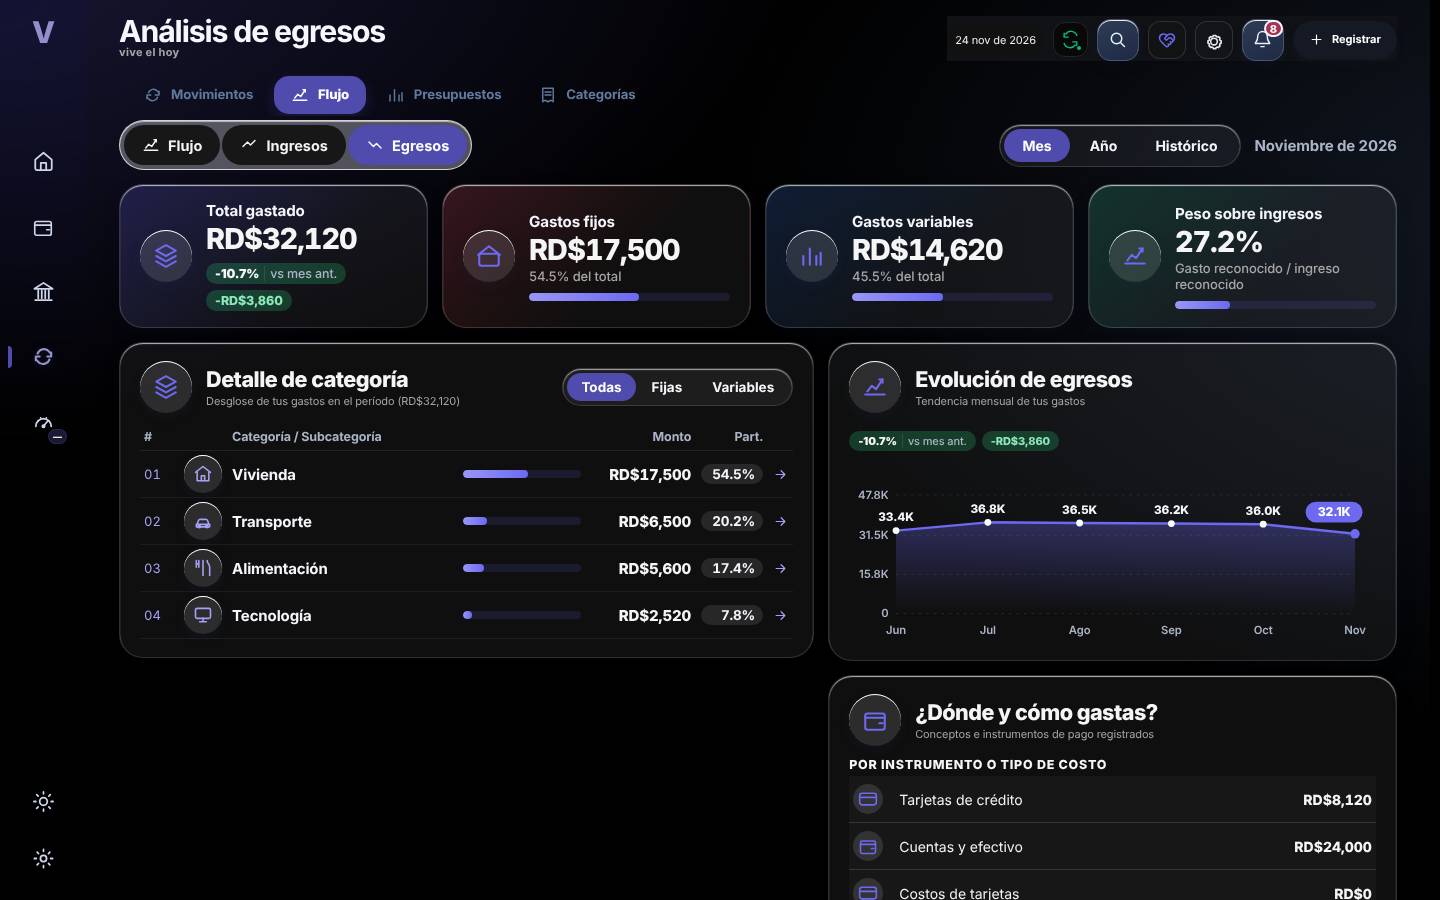 V
Análisis de egresos
vive el hoy
24 nov de 2026
8
Registrar
Movimientos
Flujo
Presupuestos
Categorías
Flujo
Ingresos
Egresos
Mes
Año
Histórico
Noviembre de 2026
Total gastado
RD$32,120
-10.7% vs mes ant.
-RD$3,860
Gastos fijos
RD$17,500
54.5% del total
Gastos variables
RD$14,620
45.5% del total
Peso sobre ingresos
27.2%
Gasto reconocido / ingreso
reconocido
Detalle de categoría
Desglose de tus gastos en el período (RD$32,120)
Todas
Fijas
Variables
# Categoría / Subcategoría Monto Part.
01 Vivienda RD$17,500 54.5% →
02 Transporte RD$6,500 20.2% →
03 Alimentación RD$5,600 17.4% →
04 Tecnología RD$2,520 7.8% →
Evolución de egresos
Tendencia mensual de tus gastos
-10.7% vs mes ant.
-RD$3,860
47.8K
31.5K
15.8K
0
33.4K
36.8K
36.5K
36.2K
36.0K
32.1K
Jun
Jul
Ago
Sep
Oct
Nov
¿Dónde y cómo gastas?
Conceptos e instrumentos de pago registrados
POR INSTRUMENTO O TIPO DE COSTO
Tarjetas de crédito RD$8,120
Cuentas y efectivo RD$24,000
Costos de tarjetas RD$0